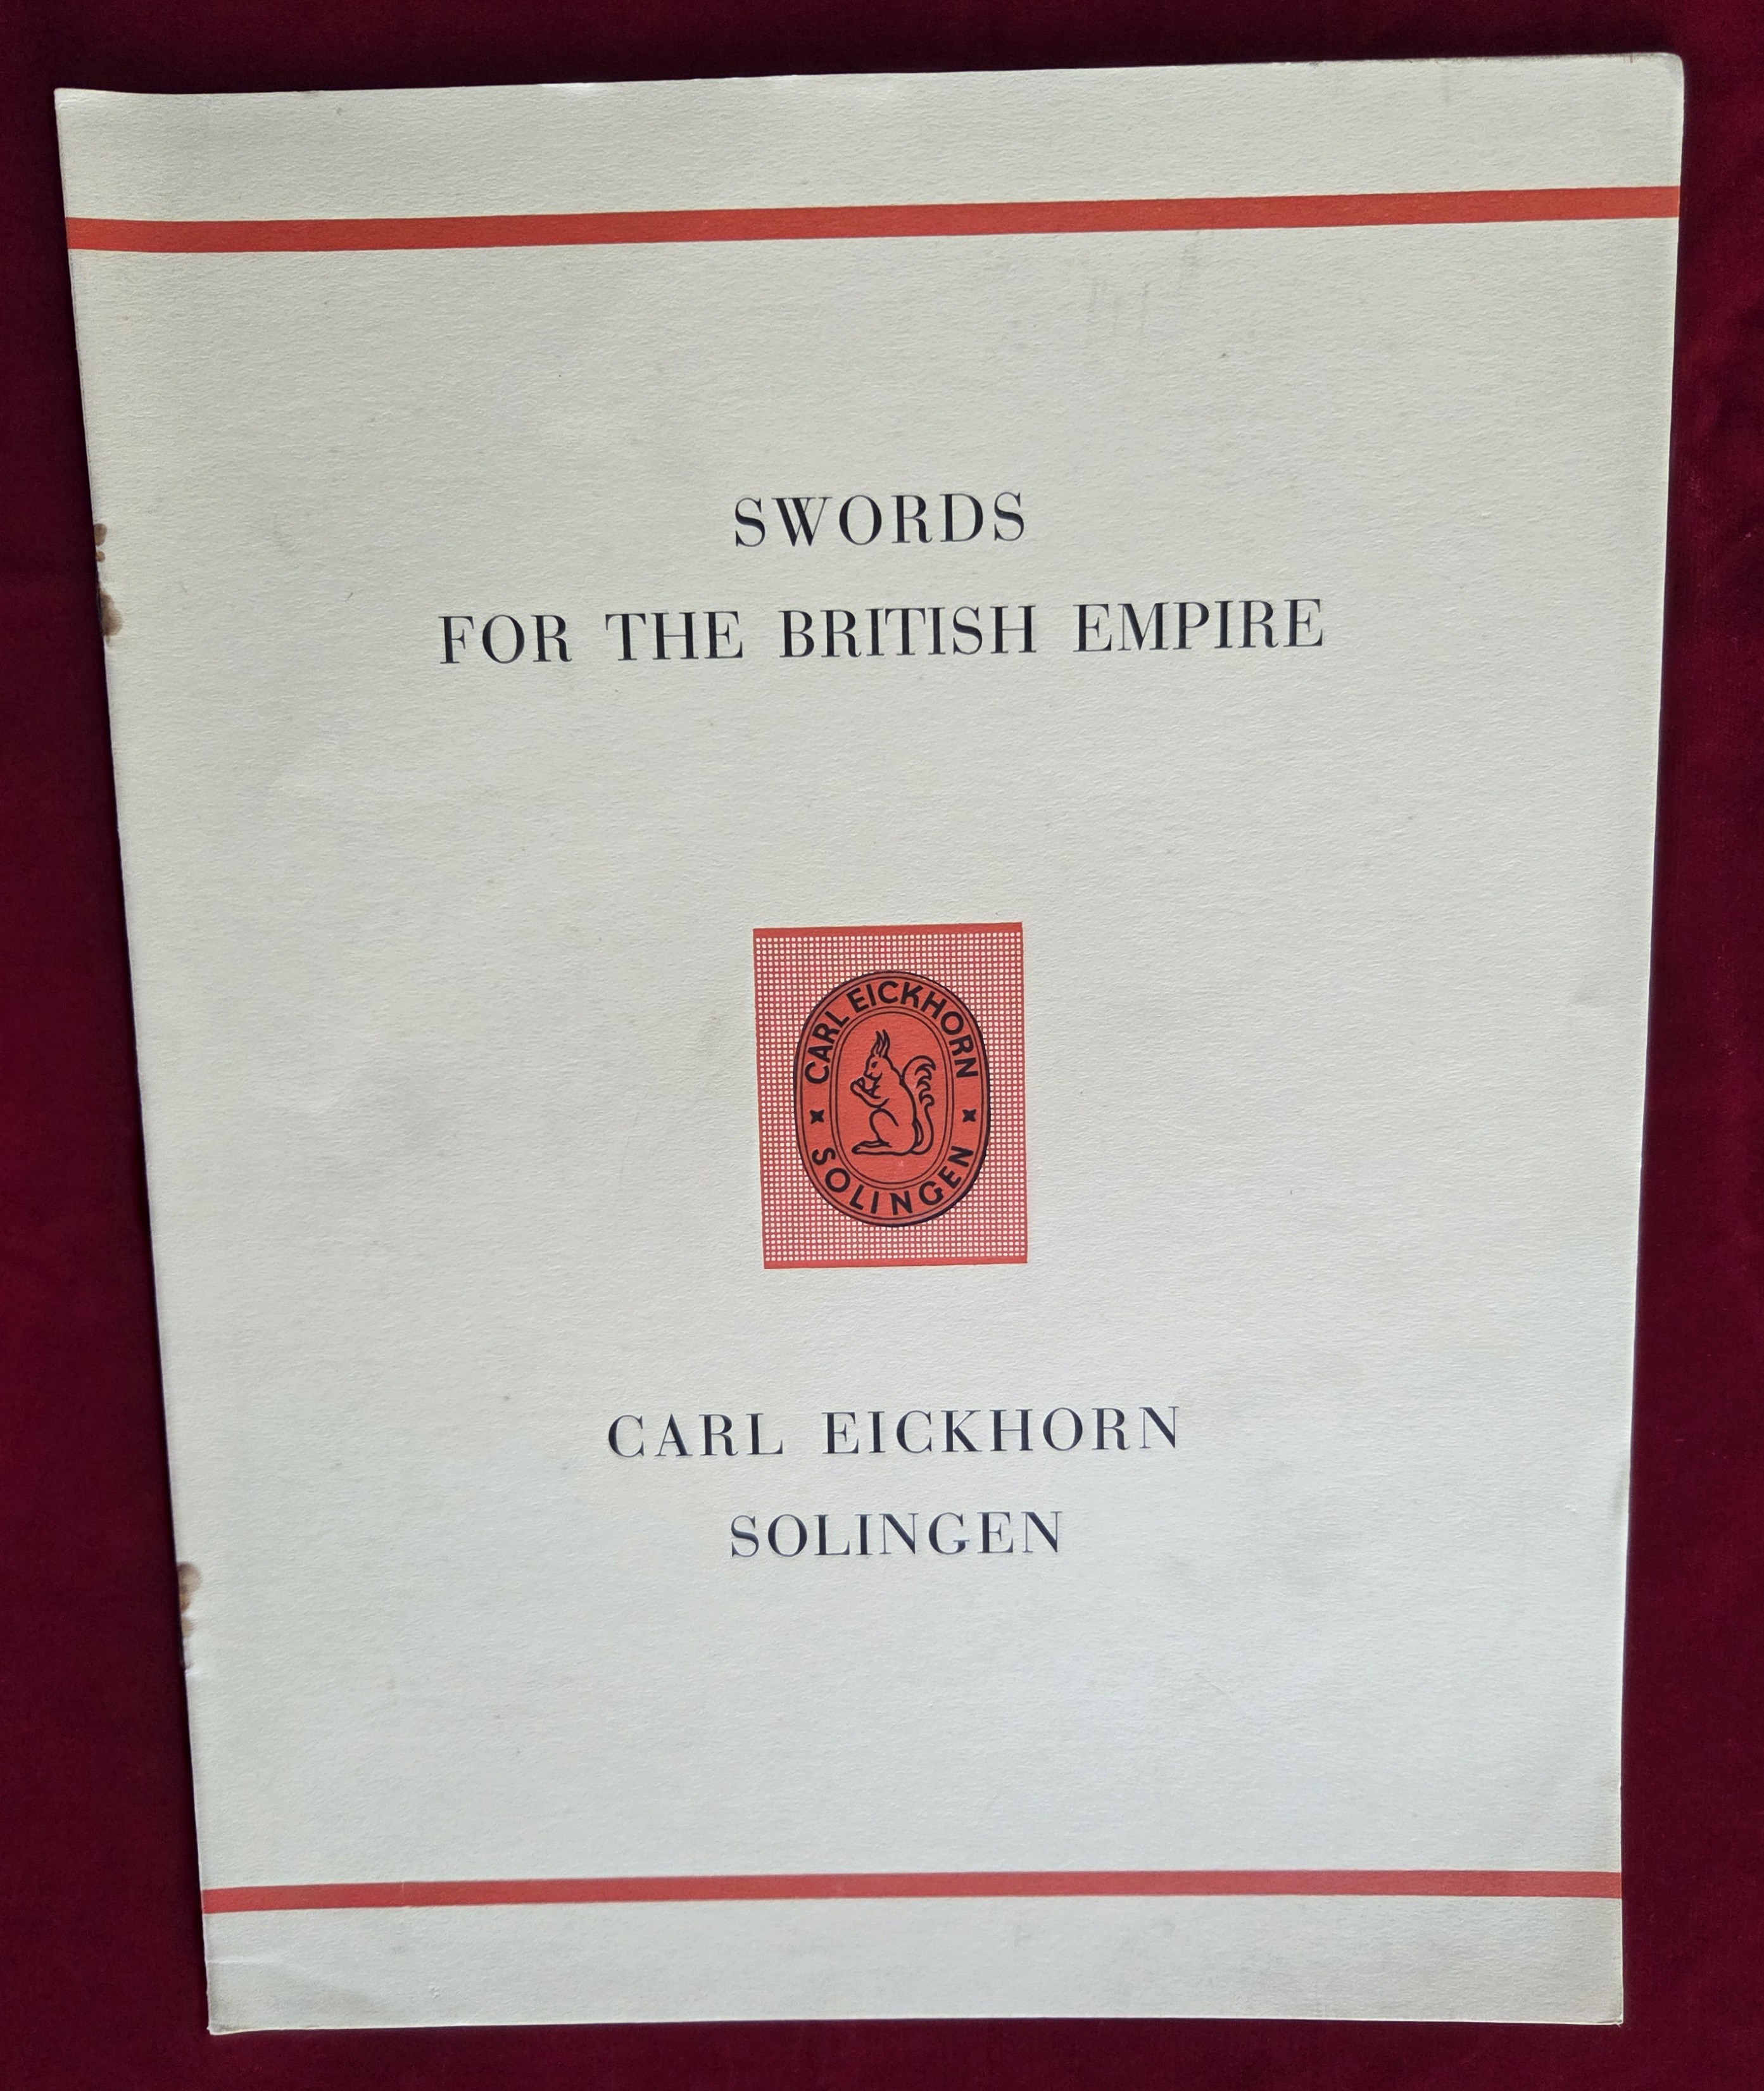 SWORDS
FOR THE BRITISH EMPIRE
CARL EICKHORN
SOLINGEN
CARL EICKHORN
SOLINGEN